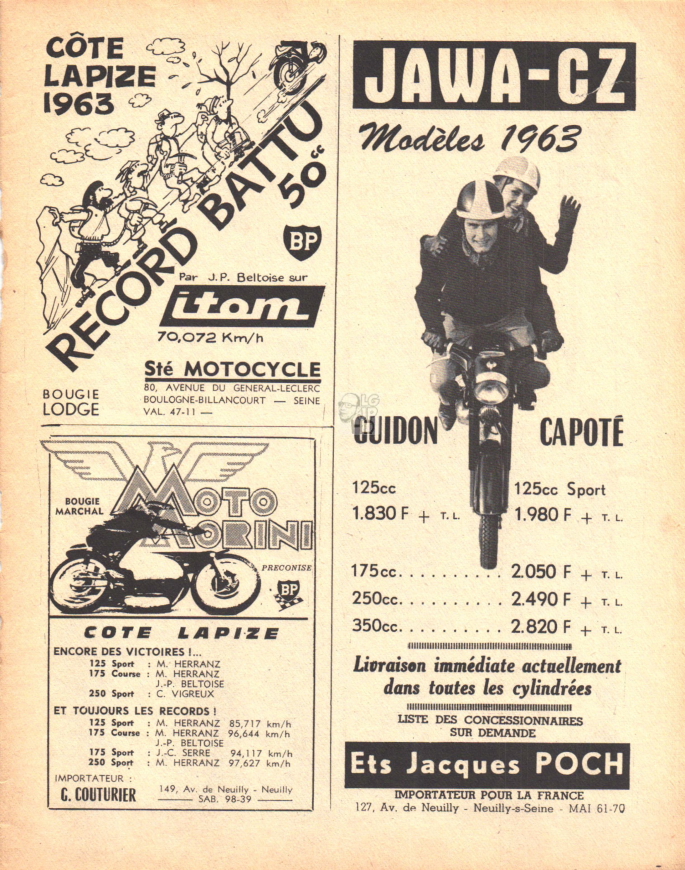 CÔTE
LAPIZE
1963
RECORD BATTU
50cc
BP
Par J.P. Beltoise sur
itom
70,072 Km/h
Sté MOTOCYCLE
80, AVENUE DU GENERAL-LECLERC
BOULOGNE-BILLANCOURT — SEINE
VAL. 47-11 —
BOUGIE
LODGE
BOUGIE
MARCHAL
MOTO
MORINI
PRECONISE
BP
COTE LAPIZE
ENCORE DES VICTOIRES !...
125 Sport : M. HERRANZ
175 Course : M. HERRANZ
J.-P. BELTOISE
250 Sport : C. VIGREUX
ET TOUJOURS LES RECORDS !
125 Sport : M. HERRANZ 85,717 km/h
175 Course : M. HERRANZ 96,644 km/h
J.-P. BELTOISE
175 Sport : J.-C. SERRE 94,117 km/h
250 Sport : M. HERRANZ 97,627 km/h
IMPORTATEUR :
G. COUTURIER
149, Av. de Neuilly - Neuilly
SAB. 98-39
JAWA-CZ
Modèles 1963
GUIDON CAPOTÉ
125cc 125cc Sport
1.830 F + T. L. 1.980 F + T. L.
175cc.......... 2.050 F + T. L.
250cc.......... 2.490 F + T. L.
350cc.......... 2.820 F + T. L.
Livraison immédiate actuellement
dans toutes les cylindrées
LISTE DES CONCESSIONNAIRES
SUR DEMANDE
Ets Jacques POCH
IMPORTATEUR POUR LA FRANCE
127, Av. de Neuilly - Neuilly-s-Seine - MAI 61-70